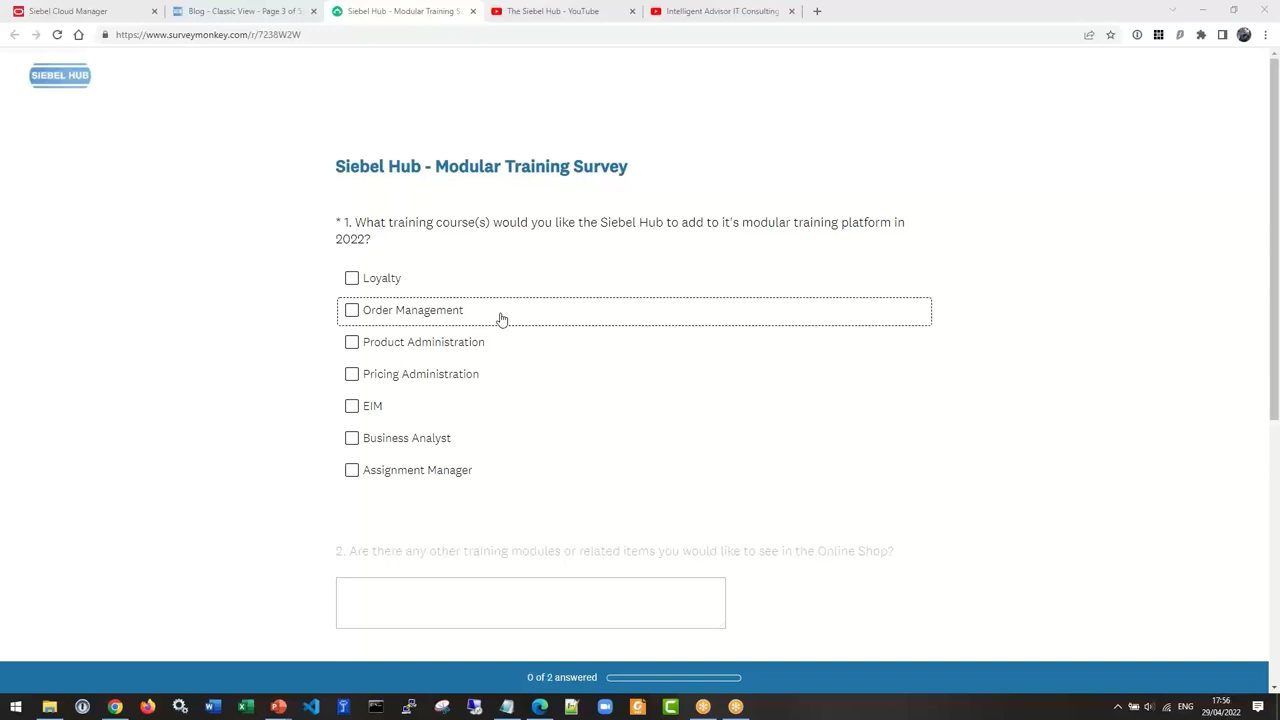 Siebel Cloud Manager
Blog - Classic View - Page 3 of S
Siebel Hub - Modular Training S
The Siebel Hub - YouTube
Intelligent Advisor IT Consulting
https://www.surveymonkey.com/r/7238W2W
SIEBEL HUB
Siebel Hub - Modular Training Survey
* 1. What training course(s) would you like the Siebel Hub to add to it's modular training platform in
2022?
Loyalty
Order Management
Product Administration
Pricing Administration
EIM
Business Analyst
Assignment Manager
2. Are there any other training modules or related items you would like to see in the Online Shop?
0 of 2 answered
ENG
17:56
29/04/2022